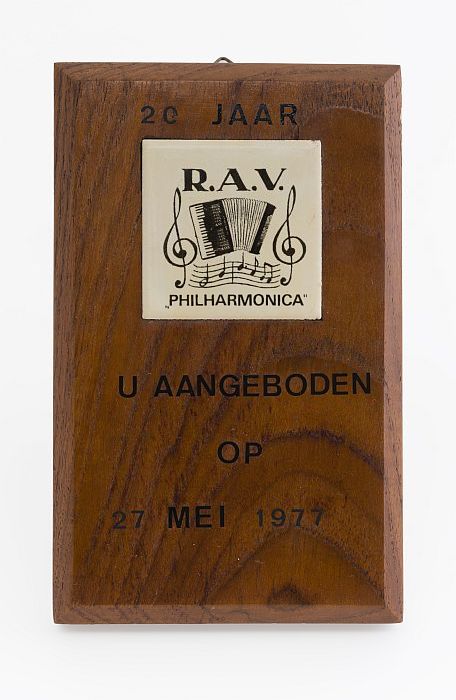 20 JAAR
R.A.V.
„PHILHARMONICA"
U AANGEBODEN
OP
27 MEI 1977